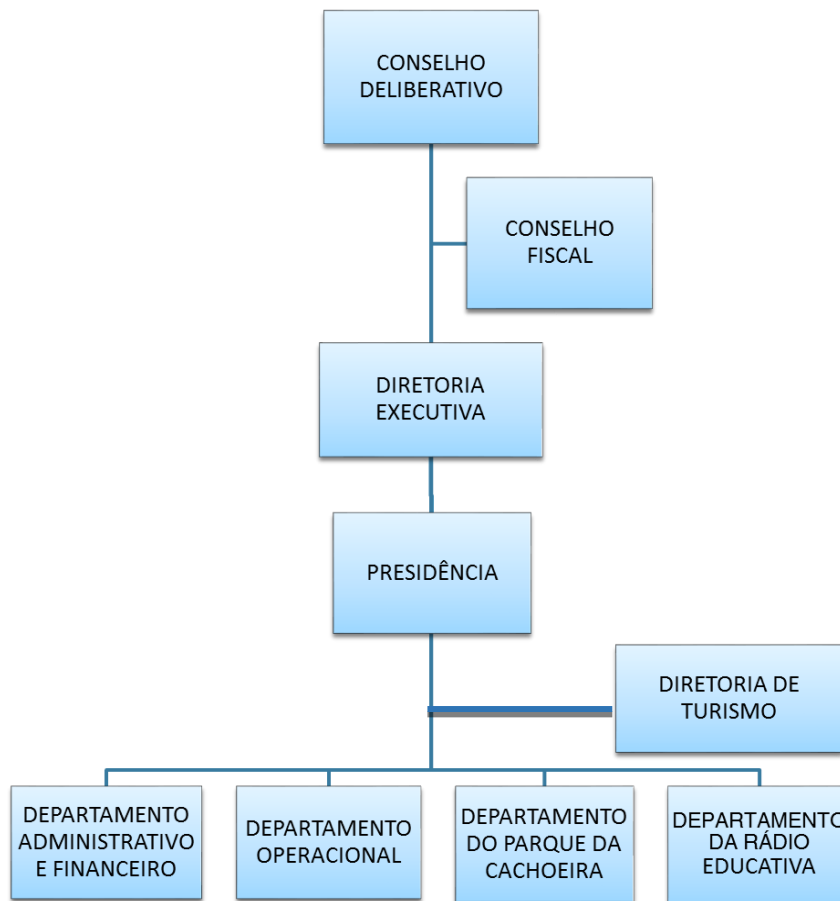 CONSELHO
DELIBERATIVO
CONSELHO
FISCAL
DIRETORIA
EXECUTIVA
PRESIDÊNCIA
DIRETORIA DE
TURISMO
DEPARTAMENTO
ADMINISTRATIVO
E FINANCEIRO
DEPARTAMENTO
OPERACIONAL
DEPARTAMENTO
DO PARQUE DA
CACHOEIRA
DEPARTAMENTO
DA RÁDIO
EDUCATIVA